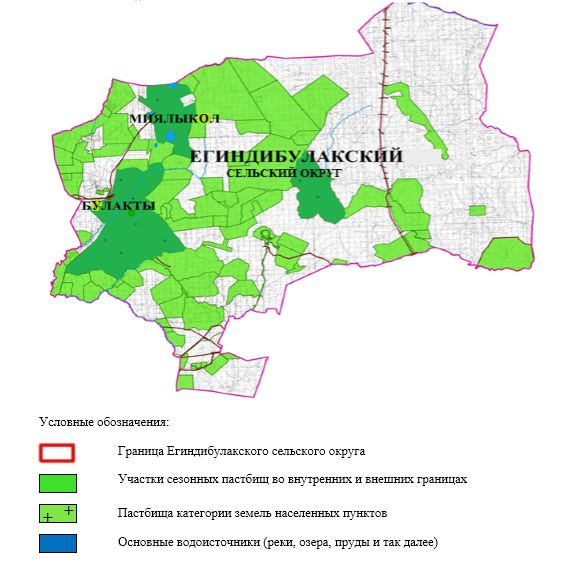 МИЯЛЫКОЛ
ЕГИНДИБУЛАКСКИЙ
СЕЛЬСКИЙ ОКРУГ
БУЛАКТЫ
Условные обозначения:
Граница Егиндибулакского сельского округа
Участки сезонных пастбищ во внутренних и внешних границах
Пастбища категории земель населенных пунктов
Основные водоисточники (реки, озера, пруды и так далее)